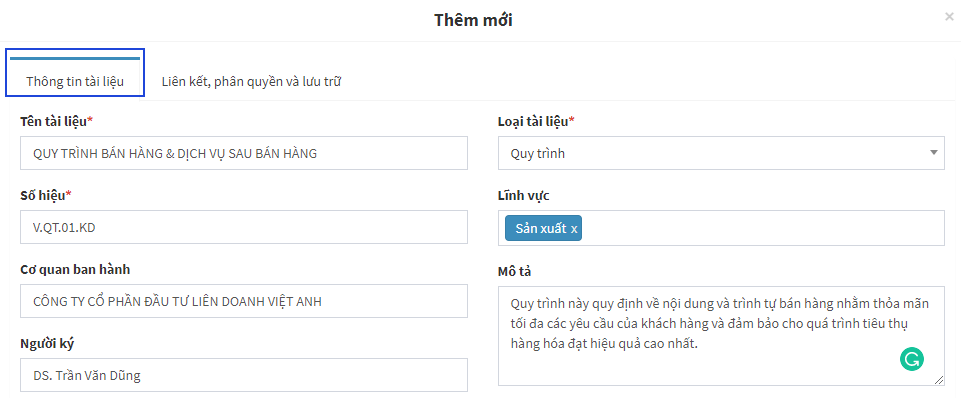 Thêm mới
×
Thông tin tài liệu
Liên kết, phân quyền và lưu trữ
Tên tài liệu*
QUY TRÌNH BÁN HÀNG & DỊCH VỤ SAU BÁN HÀNG
Loại tài liệu*
Quy trình
Số hiệu*
V.QT.01.KD
Lĩnh vực
Sản xuất x
Cơ quan ban hành
CÔNG TY CỔ PHẦN ĐẦU TƯ LIÊN DOANH VIỆT ANH
Mô tả
Quy trình này quy định về nội dung và trình tự bán hàng nhằm thỏa mãn
tối đa các yêu cầu của khách hàng và đảm bảo cho quá trình tiêu thụ
hàng hóa đạt hiệu quả cao nhất.
Người ký
DS. Trần Văn Dũng